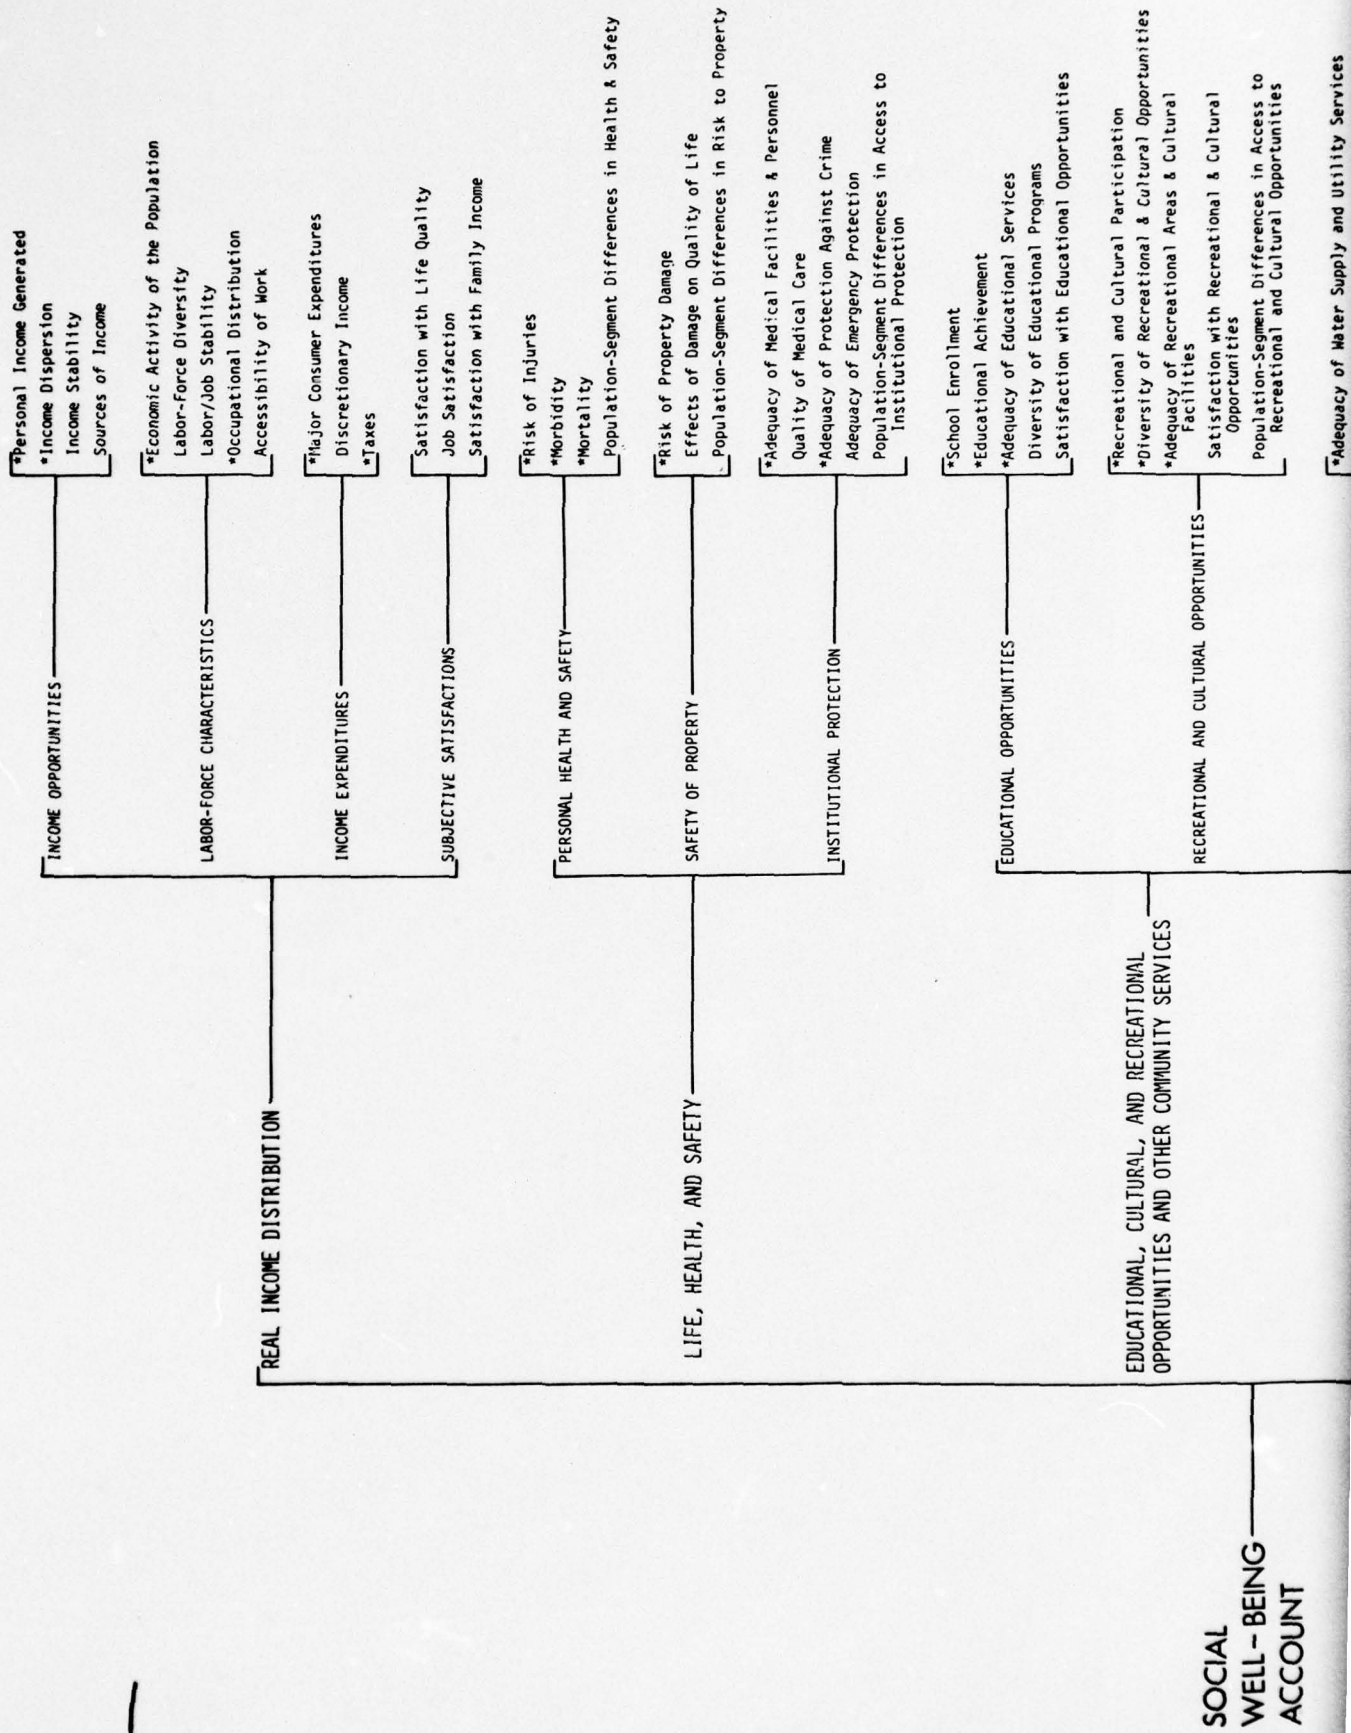 SOCIAL
WELL-BEING
ACCOUNT
REAL INCOME DISTRIBUTION
INCOME OPPORTUNITIES
*Personal Income Generated
*Income Dispersion
Income Stability
Sources of Income
LABOR-FORCE CHARACTERISTICS
*Economic Activity of the Population
Labor-Force Diversity
Labor/Job Stability
*Occupational Distribution
Accessibility of Work
INCOME EXPENDITURES
*Major Consumer Expenditures
Discretionary Income
*Taxes
SUBJECTIVE SATISFACTIONS
Satisfaction with Life Quality
Job Satisfaction
Satisfaction with Family Income
LIFE, HEALTH, AND SAFETY
PERSONAL HEALTH AND SAFETY
*Risk of Injuries
*Morbidity
*Mortality
Population-Segment Differences in Health & Safety
SAFETY OF PROPERTY
*Risk of Property Damage
Effects of Damage on Quality of Life
Population-Segment Differences in Risk to Property
INSTITUTIONAL PROTECTION
*Adequacy of Medical Facilities & Personnel
Quality of Medical Care
*Adequacy of Protection Against Crime
Adequacy of Emergency Protection
Population-Segment Differences in Access to
Institutional Protection
EDUCATIONAL, CULTURAL, AND RECREATIONAL
OPPORTUNITIES AND OTHER COMMUNITY SERVICES
EDUCATIONAL OPPORTUNITIES
*School Enrollment
*Educational Achievement
*Adequacy of Educational Services
Diversity of Educational Programs
Satisfaction with Educational Opportunities
RECREATIONAL AND CULTURAL OPPORTUNITIES
*Recreational and Cultural Participation
*Diversity of Recreational & Cultural Opportunities
*Adequacy of Recreational Areas & Cultural
Facilities
Satisfaction with Recreational & Cultural
Opportunities
Population-Segment Differences in Access to
Recreational and Cultural Opportunities
*Adequacy of Water Supply and Utility Services